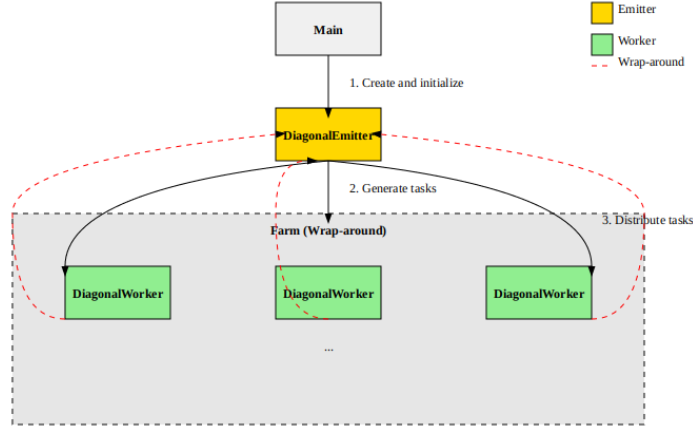 Emitter
Main
Worker
Wrap-around
1. Create and initialize
DiagonalEmitter
2. Generate tasks
3. Distribute tasks
Farm (Wrap-around)
DiagonalWorker
DiagonalWorker
DiagonalWorker
...